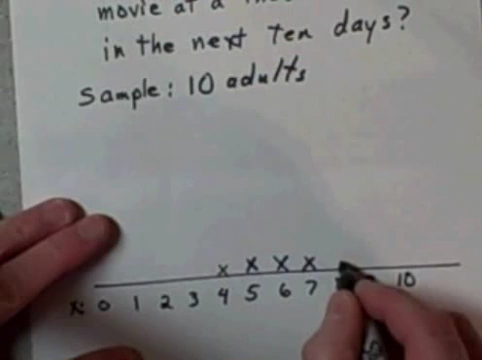 movie at a
in the next ten days?
Sample: 10 adults
x x x x
x: 0 1 2 3 4 5 6 7 10